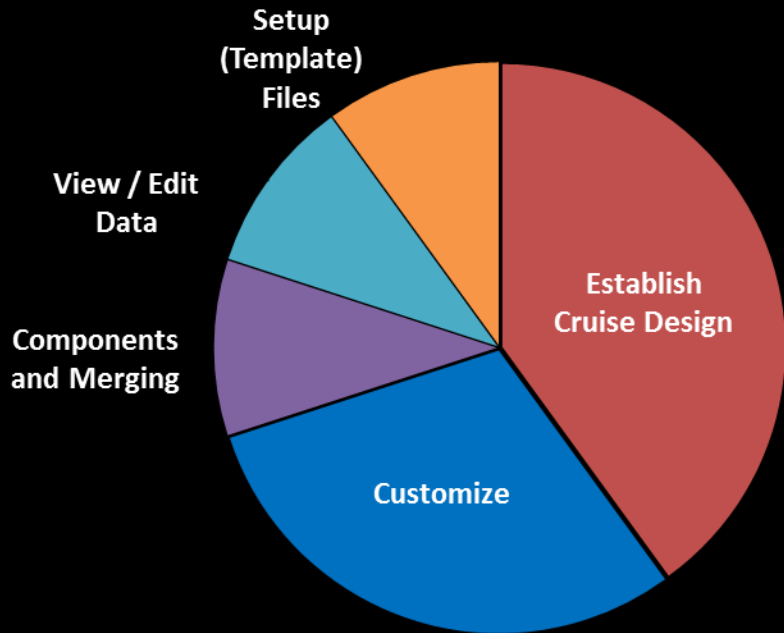 Setup
(Template)
Files
View / Edit
Data
Establish
Cruise Design
Components
and Merging
Customize